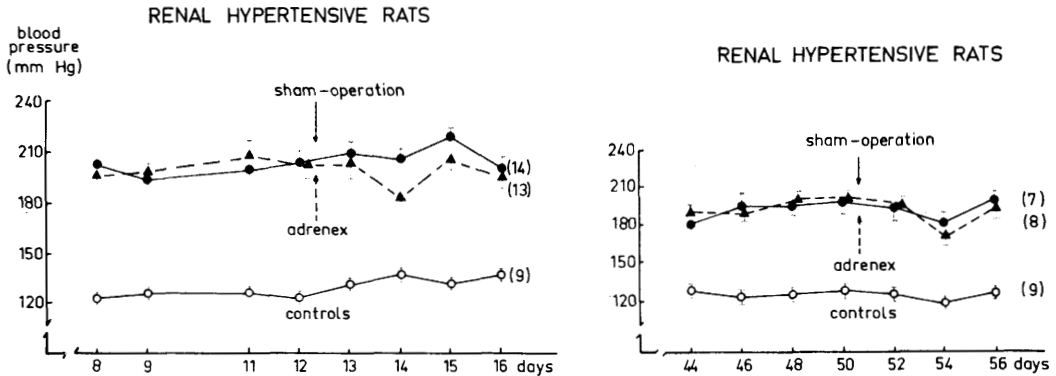 RENAL HYPERTENSIVE RATS
blood
pressure
(mm Hg)
240
210
180
150
120
sham-operation
adrenex
controls
(14)
(13)
(9)
8 9 11 12 13 14 15 16 days
RENAL HYPERTENSIVE RATS
240
210
180
150
120
sham-operation
adrenex
controls
(7)
(8)
(9)
44 46 48 50 52 54 56 days